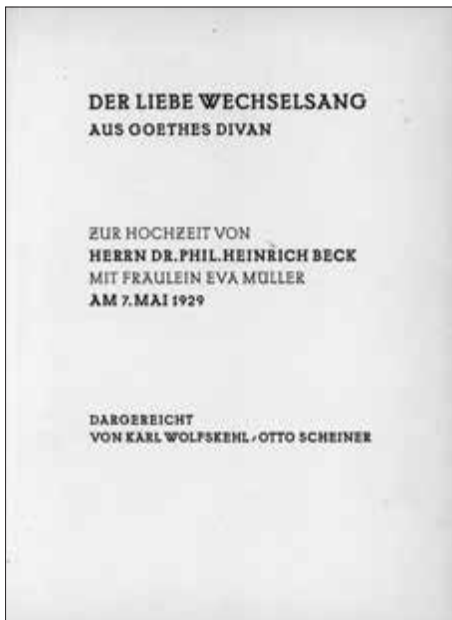 DER LIEBE WECHSELSANG
AUS GOETHES DIVAN
ZUR HOCHZEIT VON
HERRN DR. PHIL. HEINRICH BECK
MIT FRÄULEIN EVA MÜLLER
AM 7. MAI 1929
DARGEREICHT
VON KARL WOLFSKEHL / OTTO SCHEINER